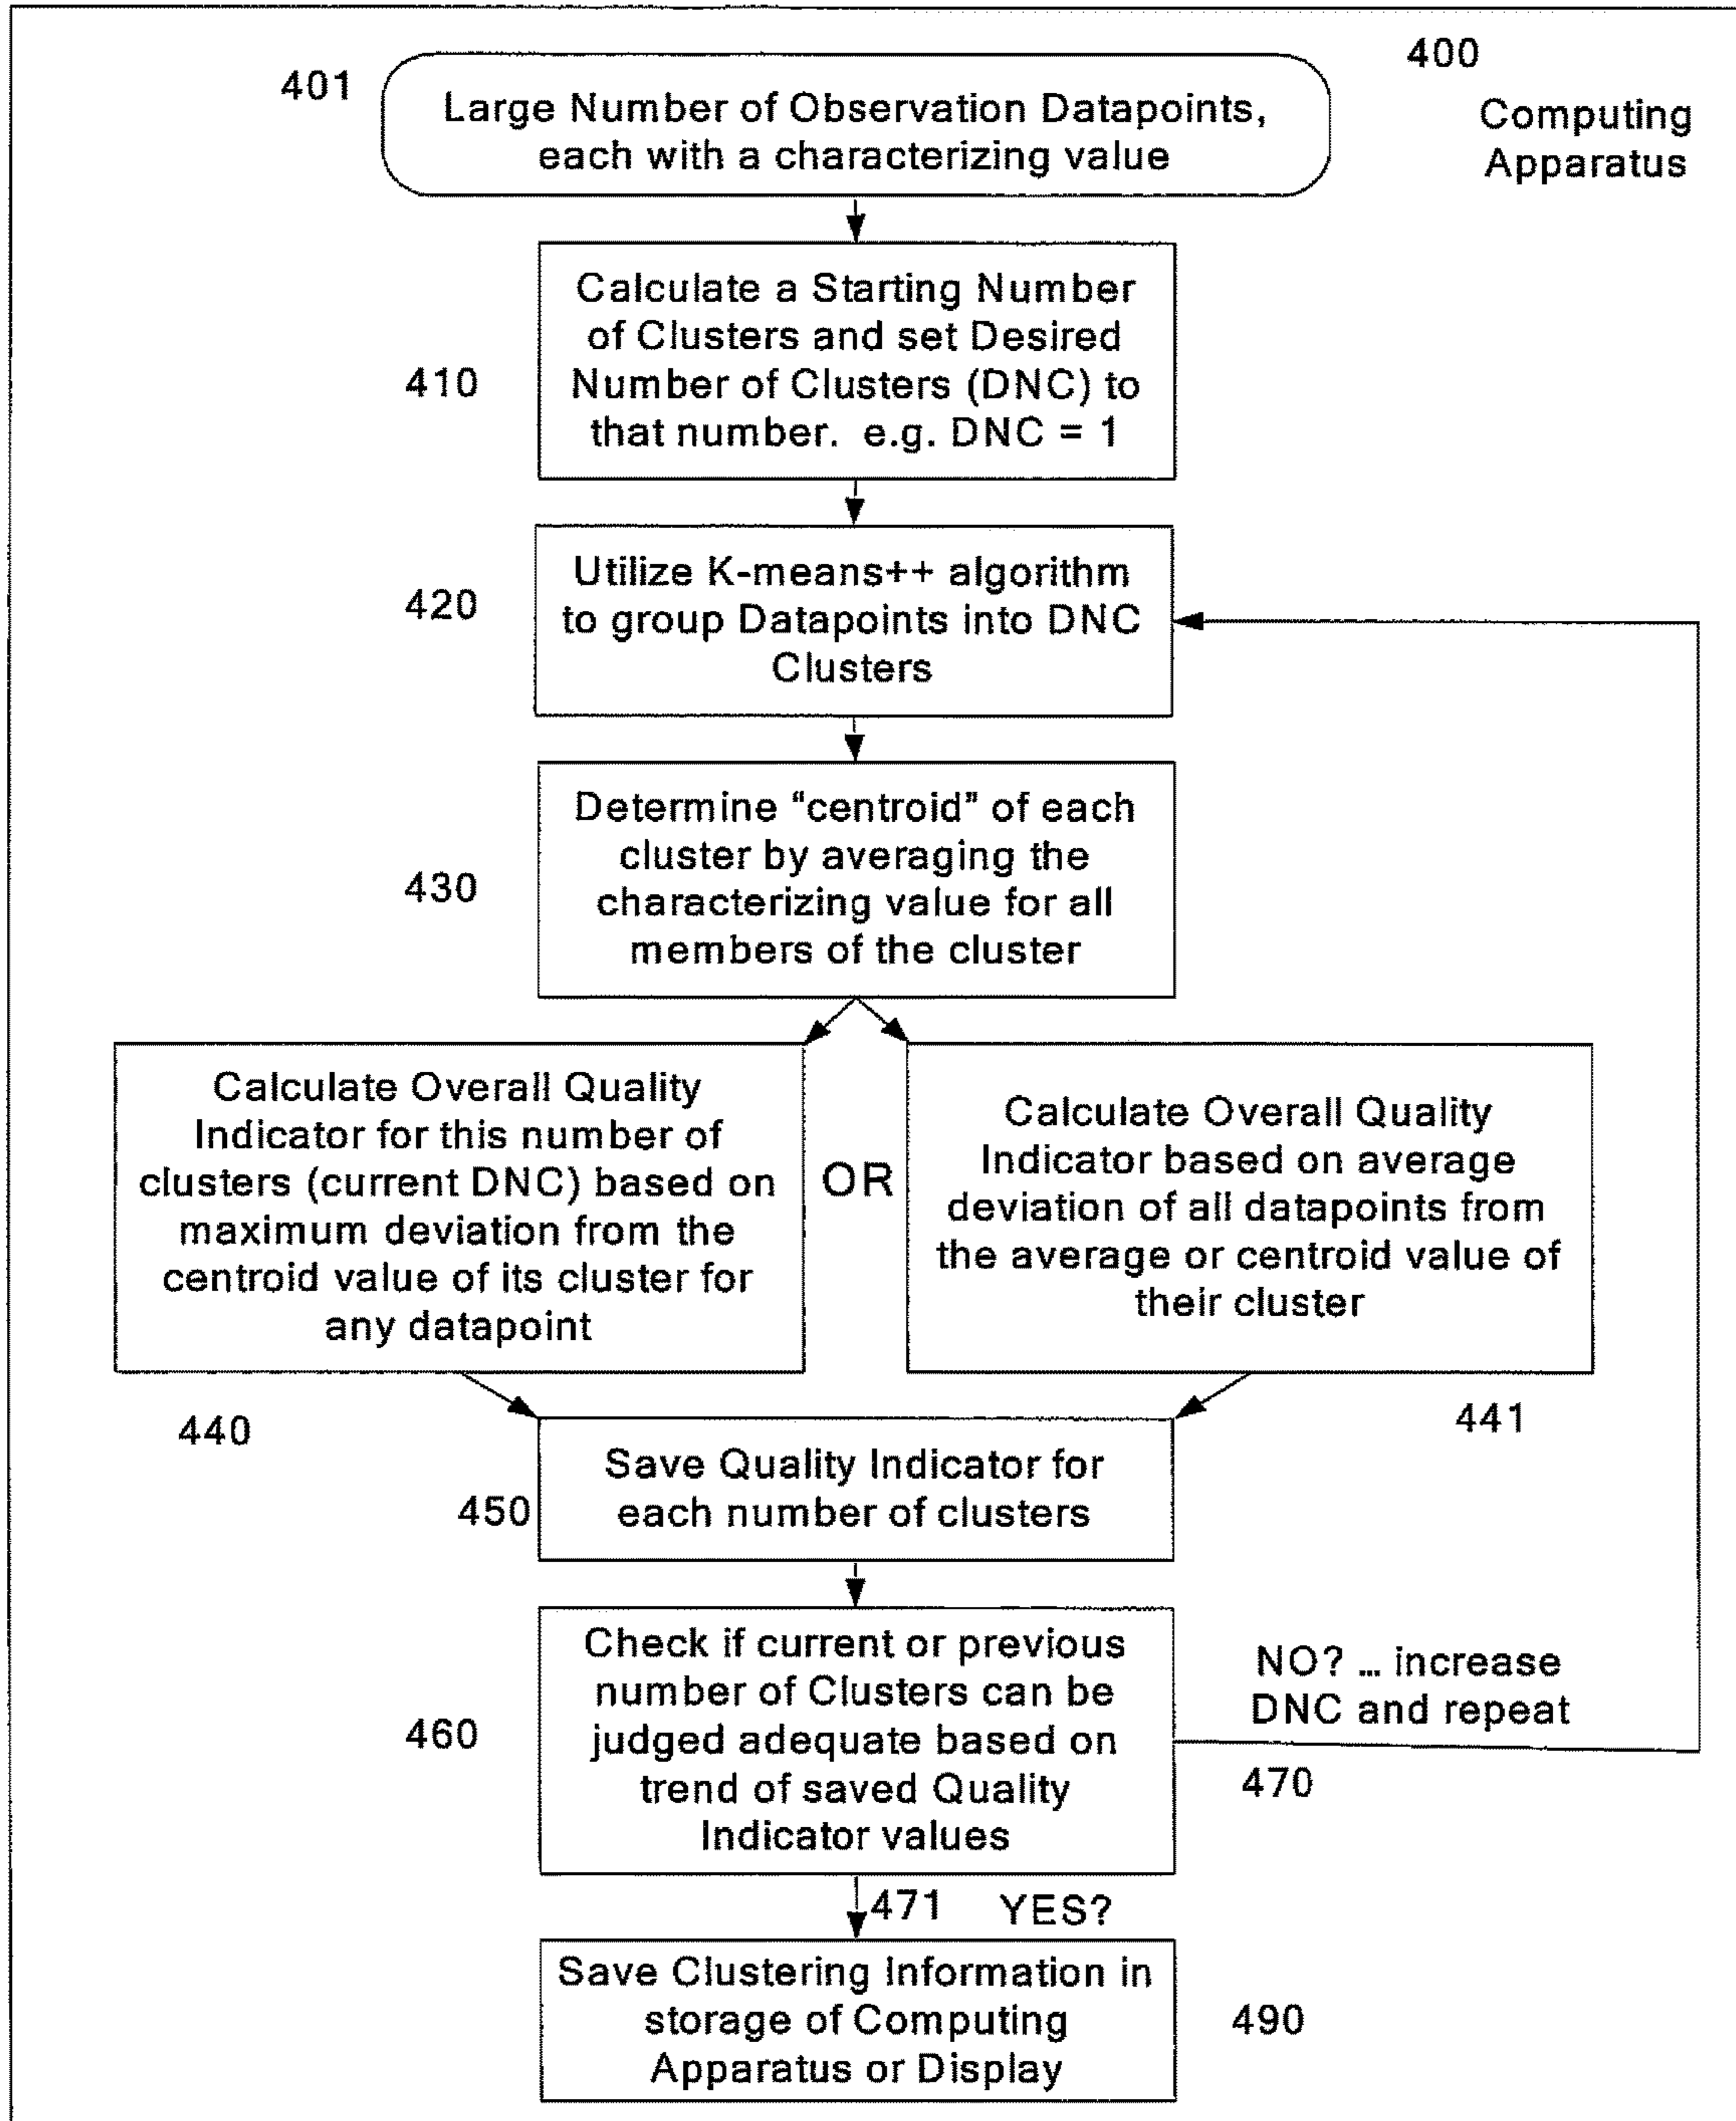 400
Computing
Apparatus
401
Large Number of Observation Datapoints,
each with a characterizing value
410
Calculate a Starting Number
of Clusters and set Desired
Number of Clusters (DNC) to
that number. e.g. DNC = 1
420
Utilize K-means++ algorithm
to group Datapoints into DNC
Clusters
430
Determine “centroid” of each
cluster by averaging the
characterizing value for all
members of the cluster
Calculate Overall Quality
Indicator for this number of
clusters (current DNC) based on
maximum deviation from the
centroid value of its cluster for
any datapoint
440
OR
Calculate Overall Quality
Indicator based on average
deviation of all datapoints from
the average or centroid value of
their cluster
441
450
Save Quality Indicator for
each number of clusters
460
Check if current or previous
number of Clusters can be
judged adequate based on
trend of saved Quality
Indicator values
NO? ... increase
DNC and repeat
470
471 YES?
Save Clustering Information in
storage of Computing
Apparatus or Display
490